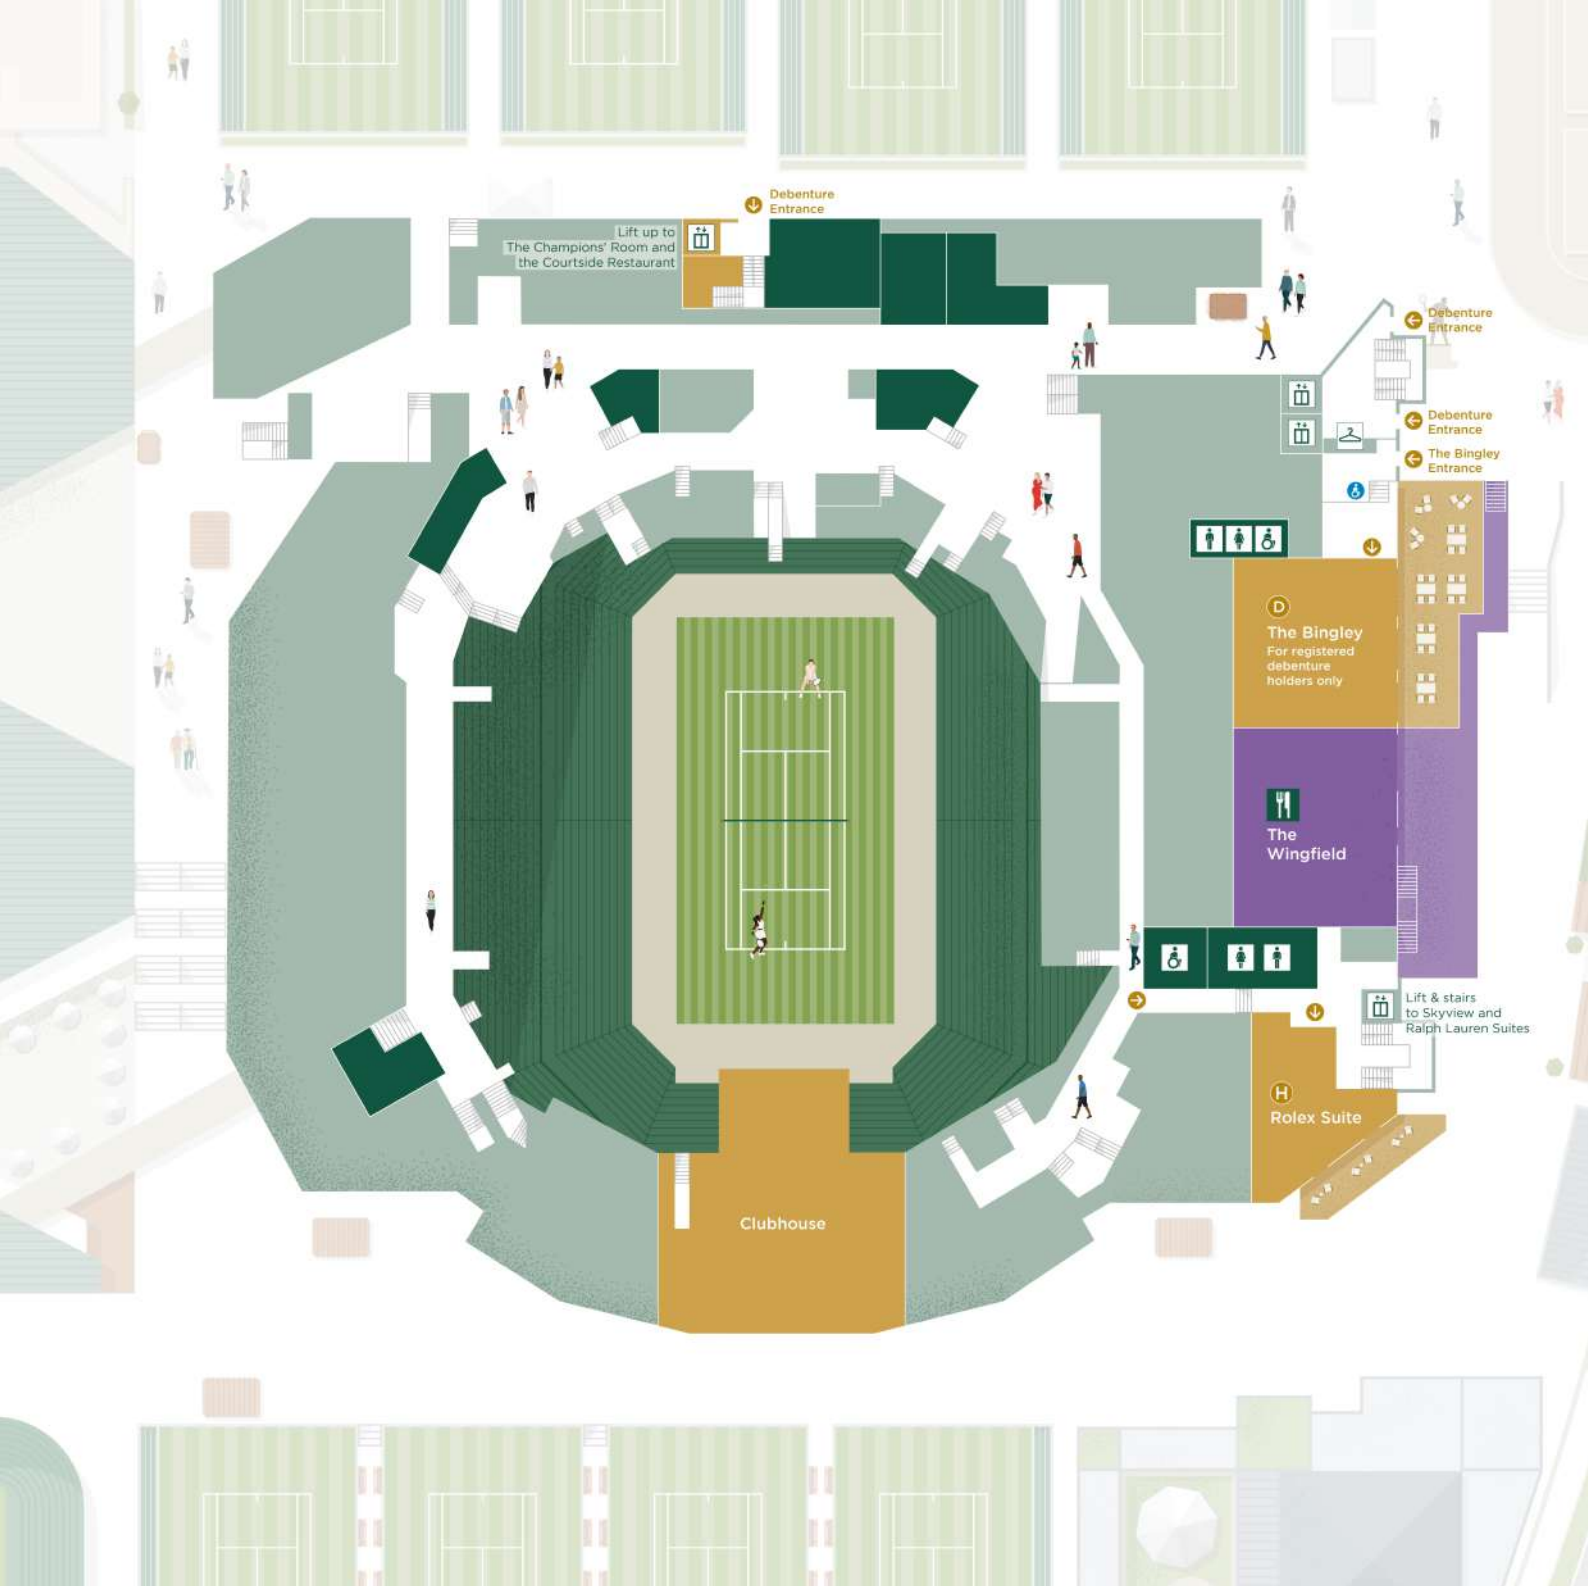 Debenture
Entrance
Lift up to
The Champions' Room and
the Courtside Restaurant
Debenture
Entrance
Debenture
Entrance
The Bingley
Entrance
D
The Bingley
For registered
debenture
holders only
The
Wingfield
Lift & stairs
to Skyview and
Ralph Lauren Suites
H
Rolex Suite
Clubhouse